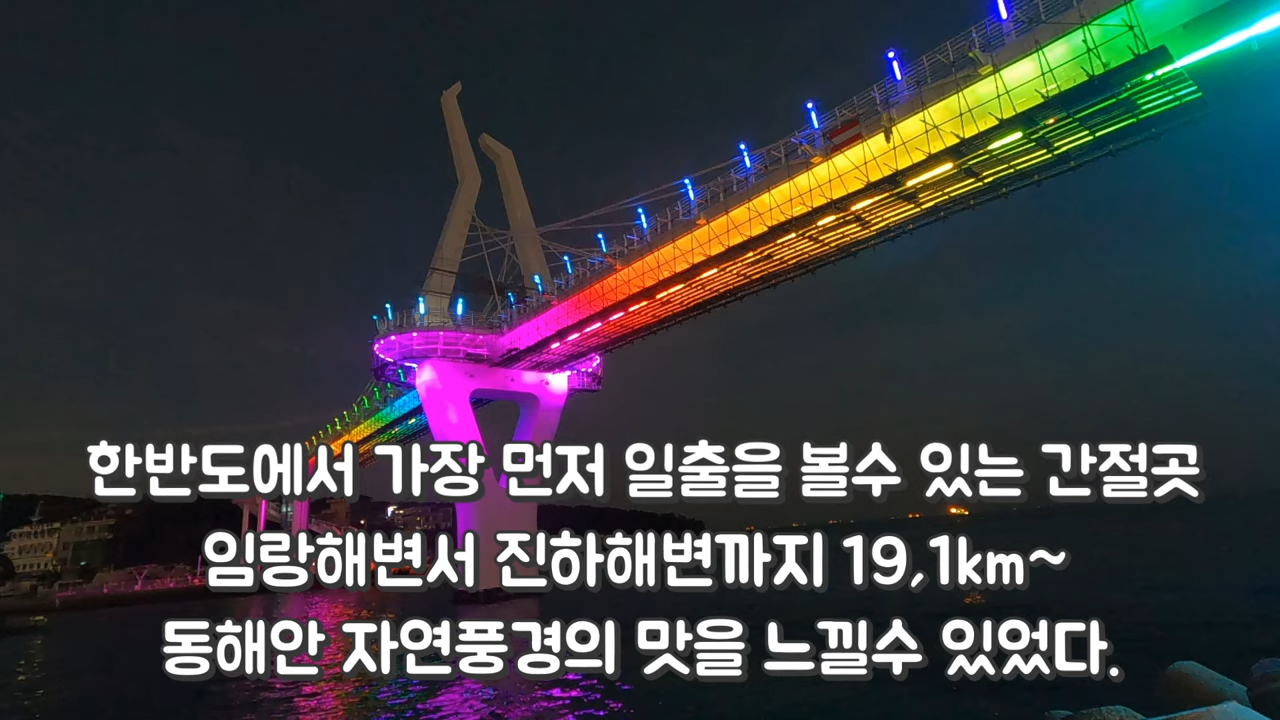 한반도에서 가장 먼저 일출을 볼수 있는 간절곳
임랑해변서 진하해변까지 19,1km~
동해안 자연풍경의 맛을 느낄수 있었다.